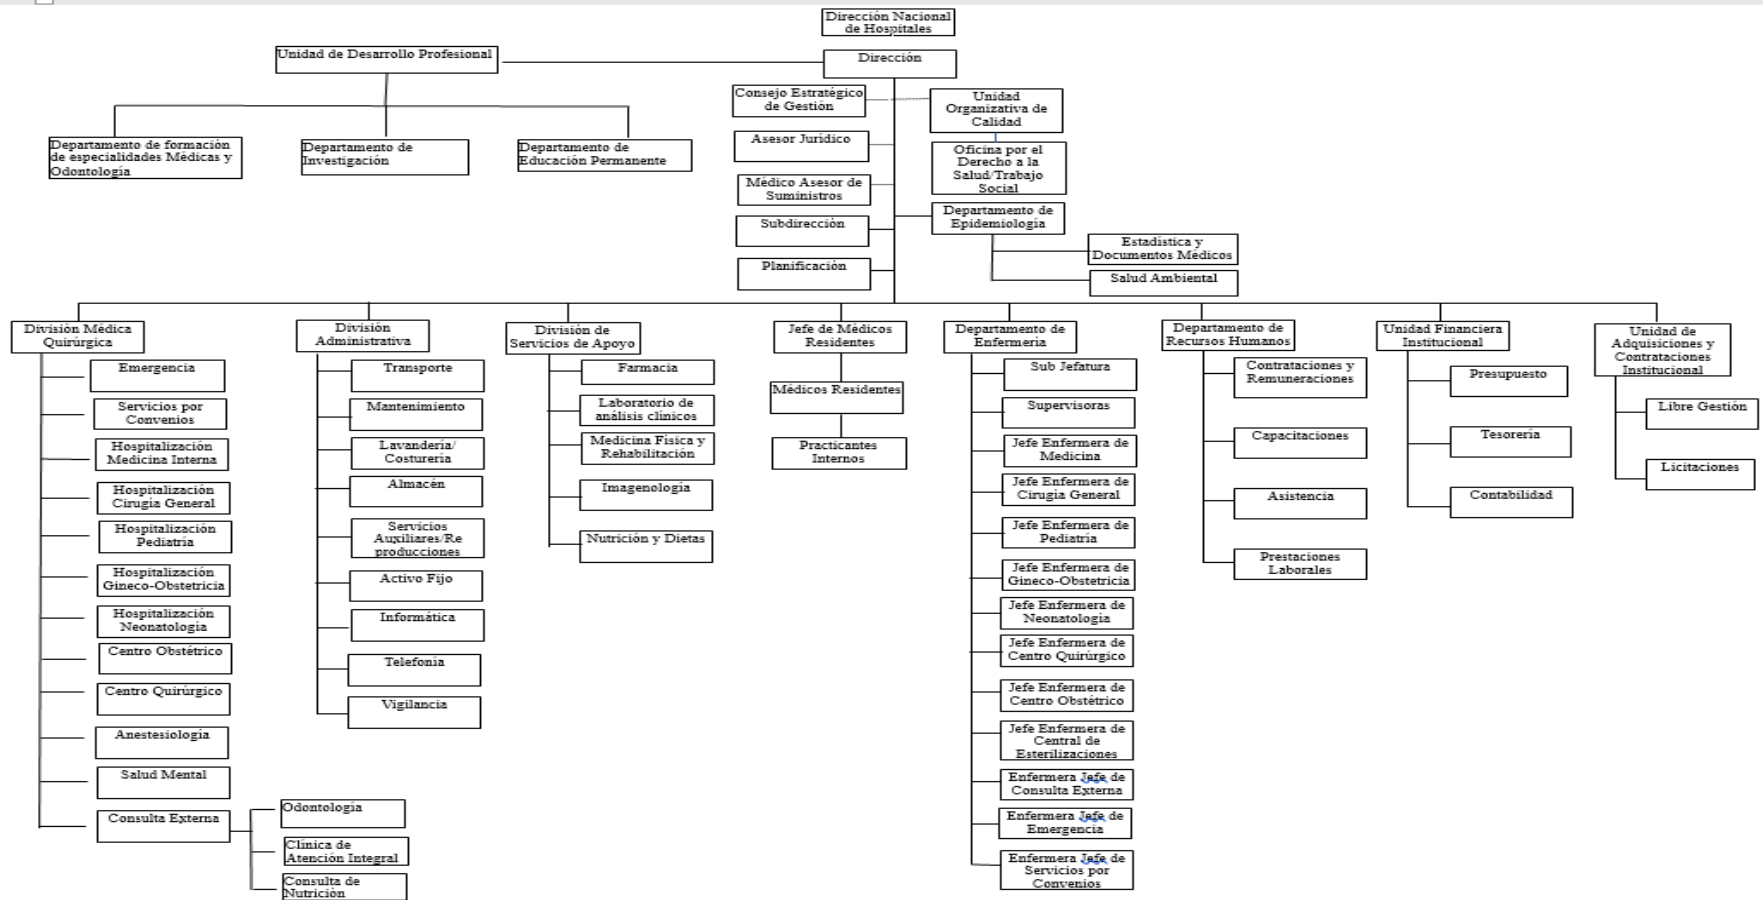 Dirección Nacional
de Hospitales
Unidad de Desarrollo Profesional
Dirección
Consejo Estratégico
de Gestión
Unidad
Organizativa de
Calidad
Departamento de formación
de especialidades Médicas y
Odontología
Departamento de
Investigación
Departamento de
Educación Permanente
Asesor Jurídico
Oficina por el
Derecho a la
Salud/Trabajo
Social
Médico Asesor de
Suministros
Subdirección
Departamento de
Epidemiología
Planificación
Estadística y
Documentos Médicos
Salud Ambiental
División Médica
Quirúrgica
Emergencia
Servicios por
Convenios
Hospitalización
Medicina Interna
Hospitalización
Cirugía General
Hospitalización
Pediatría
Hospitalización
Gineco-Obstetricia
Hospitalización
Neonatología
Centro Obstétrico
Centro Quirúrgico
Anestesiología
Salud Mental
Consulta Externa
Odontología
Clínica de
Atención Integral
Consulta de
Nutrición
División
Administrativa
Transporte
Mantenimiento
Lavandería/
Costurería
Almacén
Servicios
Auxiliares/Re
producciones
Activo Fijo
Informática
Telefonía
Vigilancia
División de
Servicios de Apoyo
Farmacia
Laboratorio de
análisis clínicos
Medicina Física y
Rehabilitación
Imagenología
Nutrición y Dietas
Jefe de Médicos
Residentes
Médicos Residentes
Practicantes
Internos
Departamento de
Enfermería
Sub Jefatura
Supervisoras
Jefe Enfermera de
Medicina
Jefe Enfermera de
Cirugía General
Jefe Enfermera de
Pediatría
Jefe Enfermera de
Gineco-Obstetricia
Jefe Enfermera de
Neonatología
Jefe Enfermera de
Centro Quirúrgico
Jefe Enfermera de
Centro Obstétrico
Jefe Enfermera de
Central de
Esterilizaciones
Enfermera Jefe de
Consulta Externa
Enfermera Jefe de
Emergencia
Enfermera Jefe de
Servicios por
Convenios
Departamento de
Recursos Humanos
Contrataciones y
Remuneraciones
Capacitaciones
Asistencia
Prestaciones
Laborales
Unidad Financiera
Institucional
Presupuesto
Tesorería
Contabilidad
Unidad de
Adquisiciones y
Contrataciones
Institucional
Libre Gestión
Licitaciones